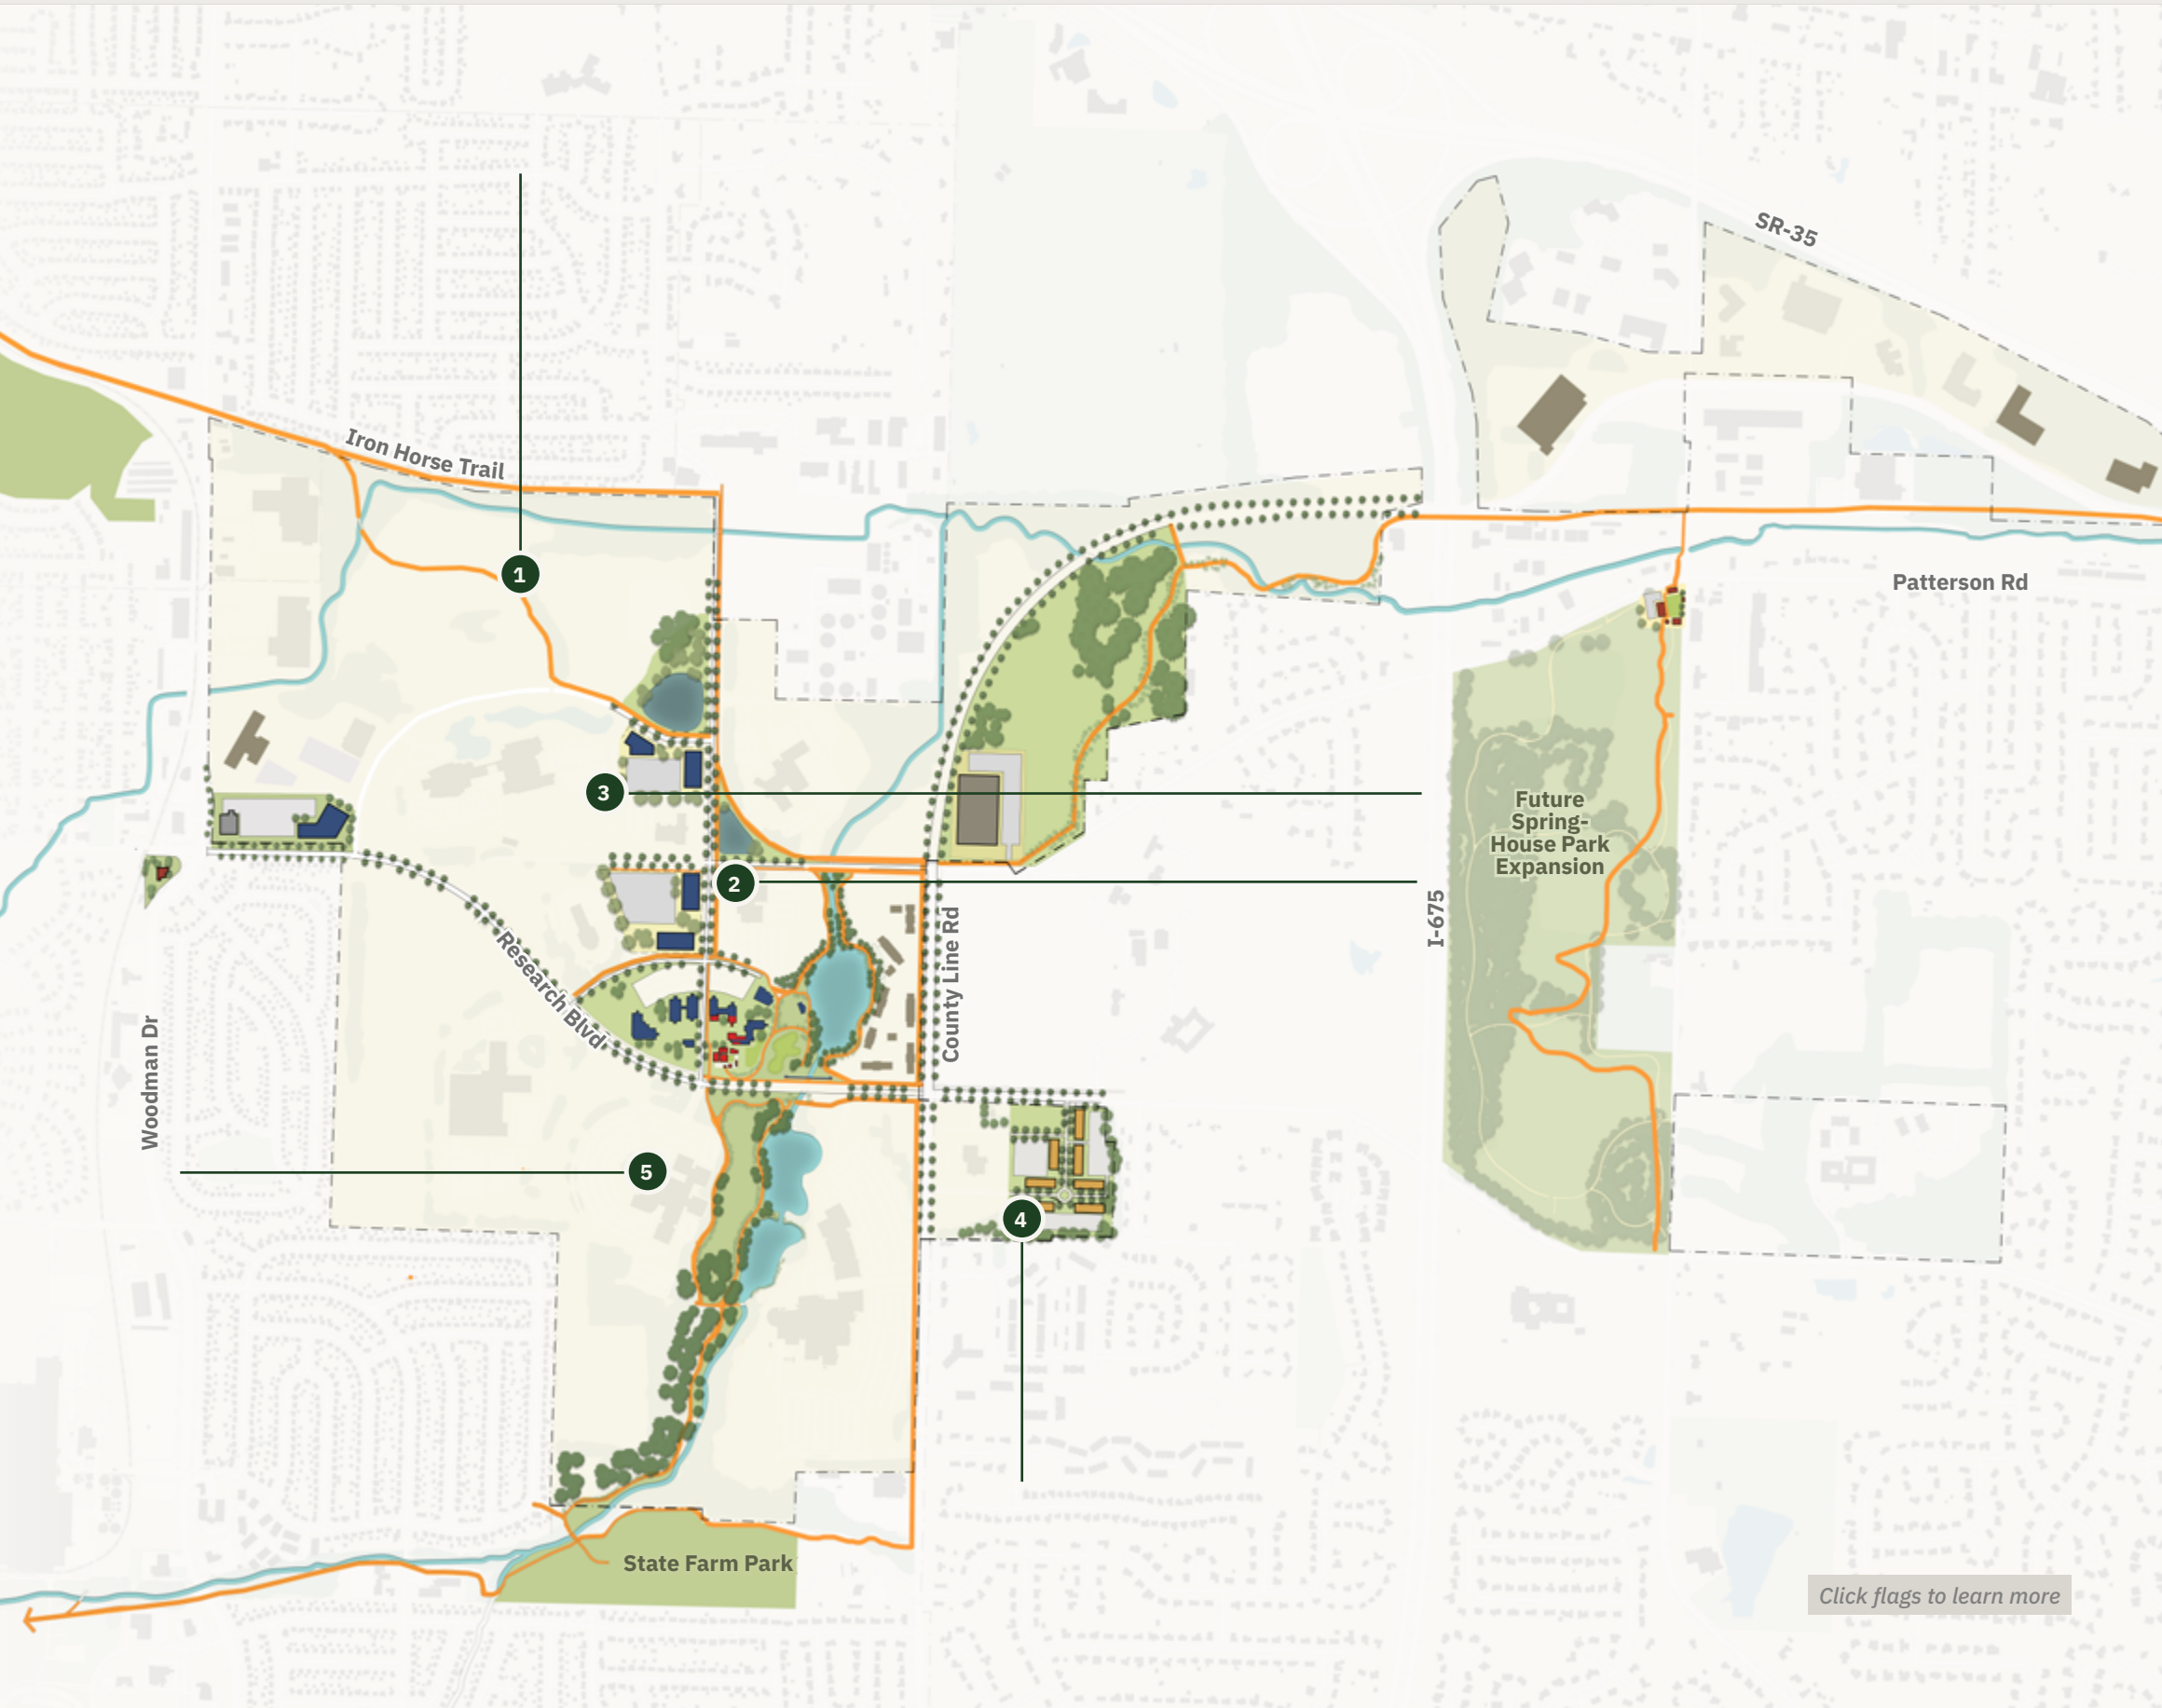 SR-35
Iron Horse Trail
1
Patterson Rd
3
Future
Spring-
House Park
Expansion
2
I-675
County Line Rd
Research Blvd
Woodman Dr
5
4
State Farm Park
Click flags to learn more